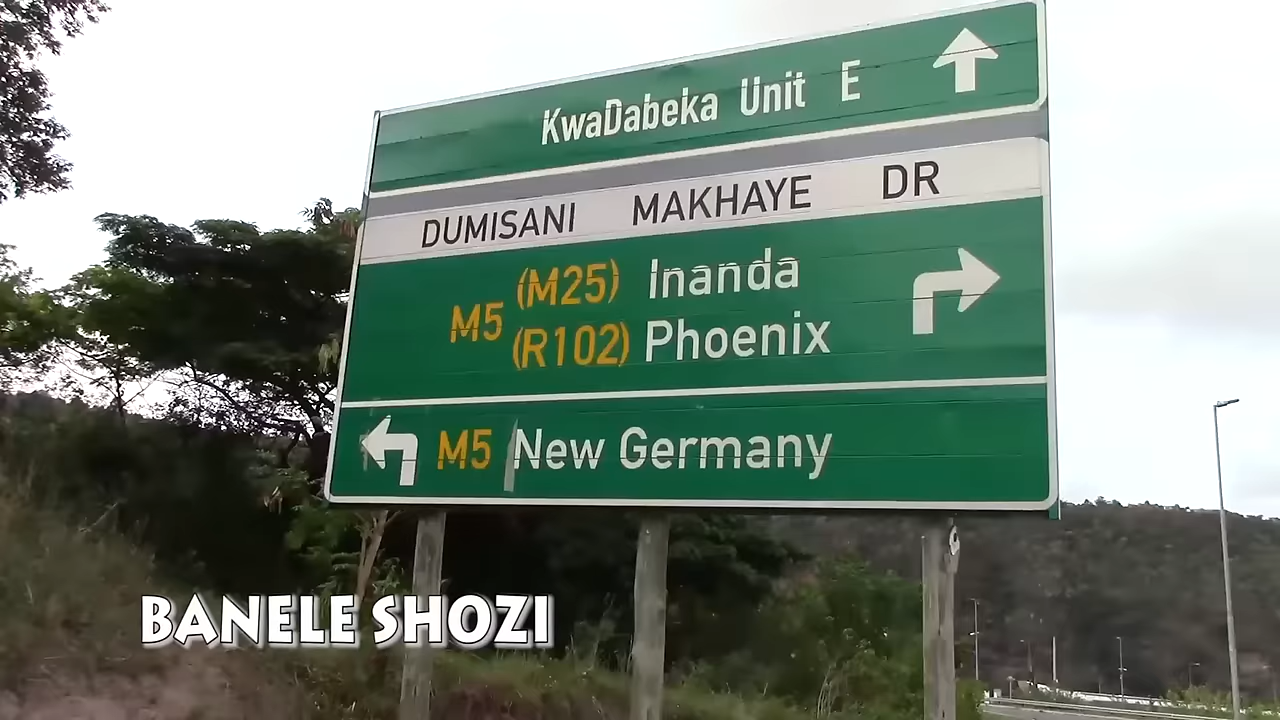 KwaDabeka Unit E
DUMISANI MAKHAYE DR
M5 (M25) Inanda
(R102) Phoenix
M5 New Germany
BANELE SHOZI